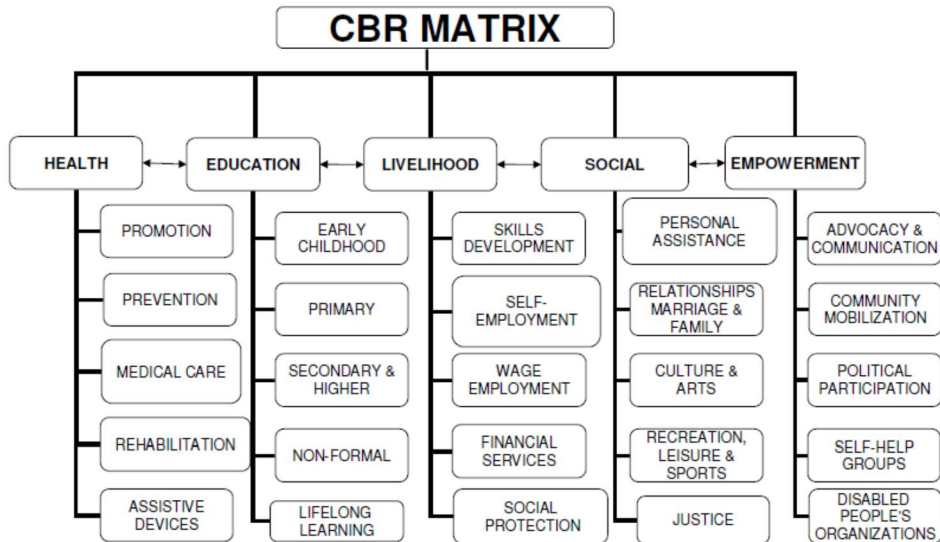 CBR MATRIX
HEALTH
EDUCATION
LIVELIHOOD
SOCIAL
EMPOWERMENT
PROMOTION
PREVENTION
MEDICAL CARE
REHABILITATION
ASSISTIVE
DEVICES
EARLY
CHILDHOOD
PRIMARY
SECONDARY &
HIGHER
NON-FORMAL
LIFELONG
LEARNING
SKILLS
DEVELOPMENT
SELF-
EMPLOYMENT
WAGE
EMPLOYMENT
FINANCIAL
SERVICES
SOCIAL
PROTECTION
PERSONAL
ASSISTANCE
RELATIONSHIPS
MARRIAGE &
FAMILY
CULTURE &
ARTS
RECREATION,
LEISURE &
SPORTS
JUSTICE
ADVOCACY &
COMMUNICATION
COMMUNITY
MOBILIZATION
POLITICAL
PARTICIPATION
SELF-HELP
GROUPS
DISABLED
PEOPLE'S
ORGANIZATIONS